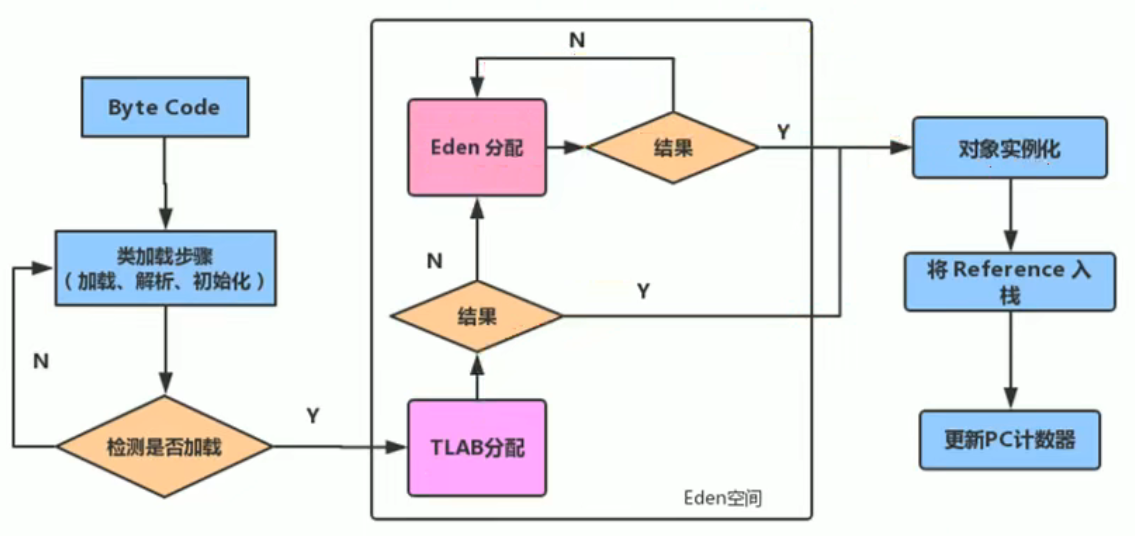 Byte Code
类加载步骤
（加载、解析、初始化）
N
检测是否加载
Y
N
Eden 分配
结果
Y
N
结果
Y
TLAB分配
Eden空间
对象实例化
将 Reference 入
栈
更新PC计数器